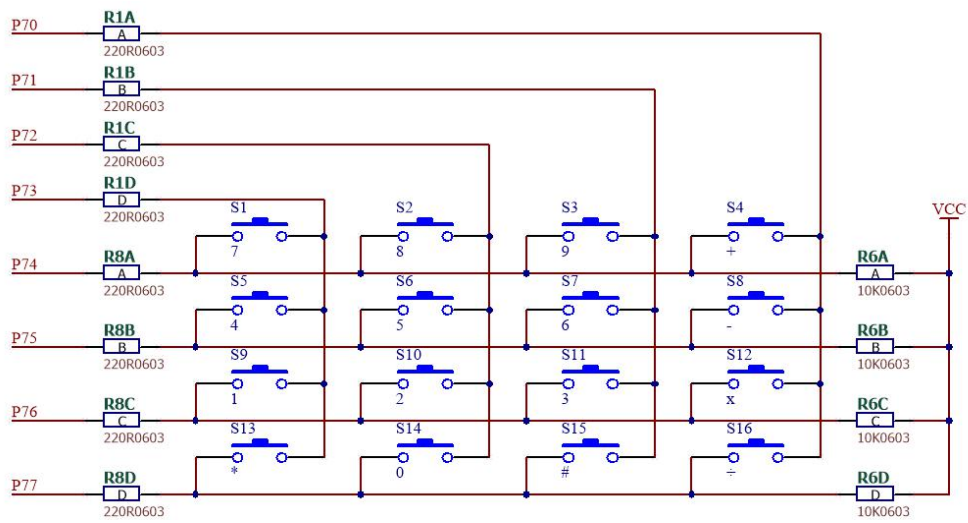 P70 R1A
A
220R0603
P71 R1B
B
220R0603
P72 R1C
C
220R0603
P73 R1D
D
220R0603
S1 S2 S3 S4
VCC
7 8 9 +
P74 R8A R6A
A A
220R0603 10K0603
S5 S6 S7 S8
4 5 6 -
P75 R8B R6B
B B
220R0603 10K0603
S9 S10 S11 S12
1 2 3 x
P76 R8C R6C
C C
220R0603 10K0603
S13 S14 S15 S16
* 0 # ÷
P77 R8D R6D
D D
220R0603 10K0603